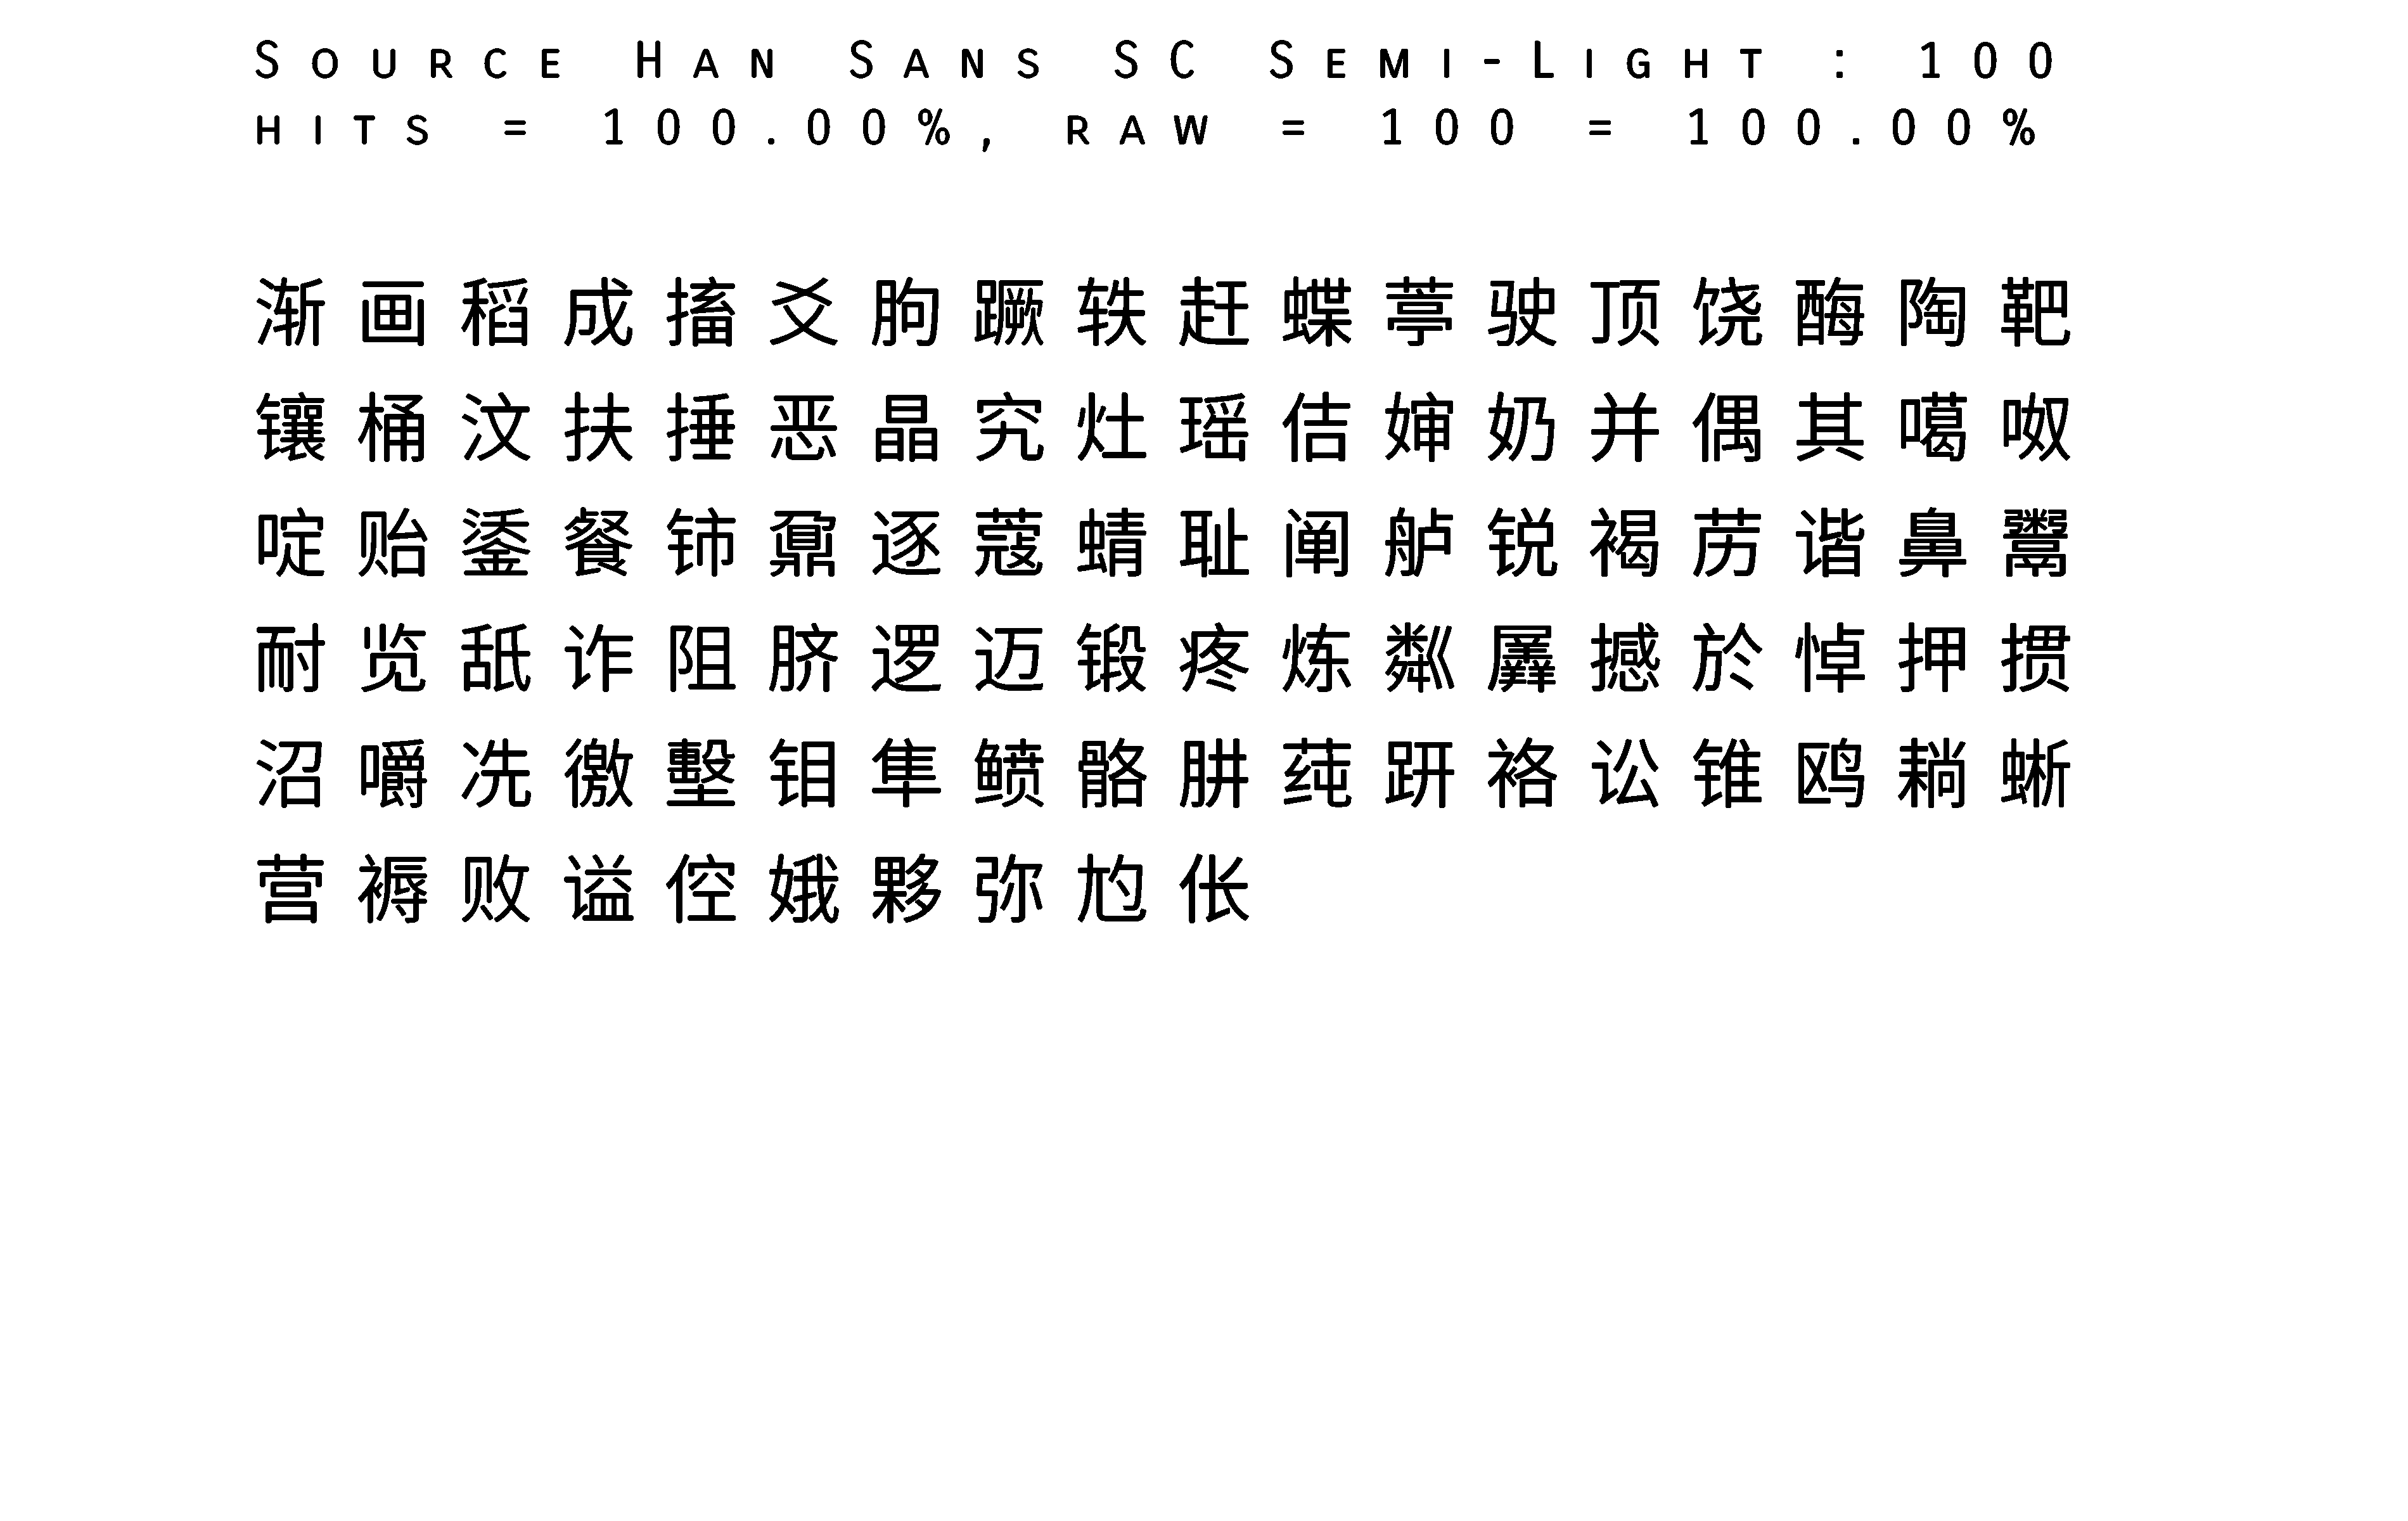 Source Han Sans SC Semi-Light : 100
hits = 100.00%, raw = 100 = 100.00%
渐画稻成搐爻朐蹶轶赶蝶葶驶顶饶酶陶靶
镶桶汶扶捶恶晶究灶瑶佶婶奶并偶其噶呶
啶贻鋈餐铈鼐逐蔻蜻耻阐舻锐褐劳谐鼻鬻
耐览舐诈阻脐逻迈锻疼炼粼羼撼於悼押掼
沼嚼冼徼墼钼隼鲼骼肼莼趼袼讼锥鸥耥蜥
营褥败谥倥娥夥弥尥伥